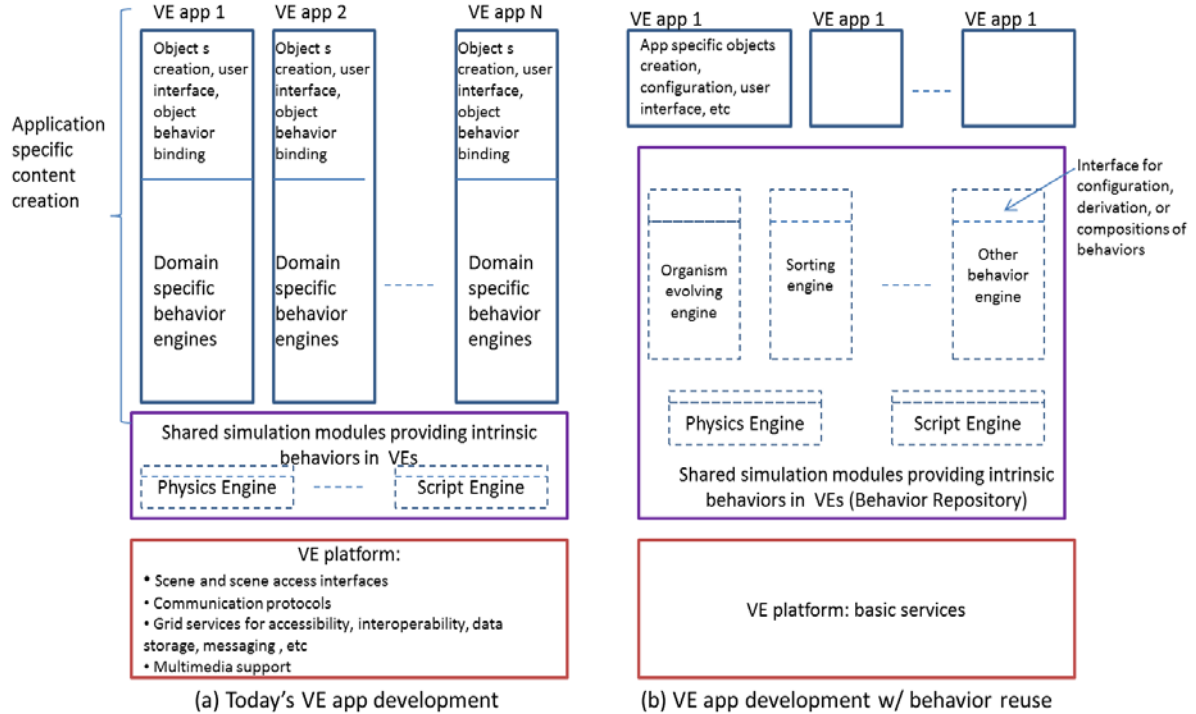 VE app 1
VE app 2
VE app N
Application
specific
content
creation
Object s
creation, user
interface,
object
behavior
binding
Object s
creation, user
interface,
object
behavior
binding
Object s
creation, user
interface,
object
behavior
binding
Domain
specific
behavior
engines
Domain
specific
behavior
engines
Domain
specific
behavior
engines
Shared simulation modules providing intrinsic
behaviors in VEs
Physics Engine
Script Engine
VE platform:
• Scene and scene access interfaces
• Communication protocols
• Grid services for accessibility, interoperability, data
storage, messaging , etc
• Multimedia support
(a) Today's VE app development
VE app 1
VE app 1
VE app 1
App specific objects
creation,
configuration, user
interface, etc
Interface for
configuration,
derivation, or
compositions of
behaviors
Organism
evolving
engine
Sorting
engine
Other
behavior
engine
Physics Engine
Script Engine
Shared simulation modules providing intrinsic
behaviors in VEs (Behavior Repository)
VE platform: basic services
(b) VE app development w/ behavior reuse